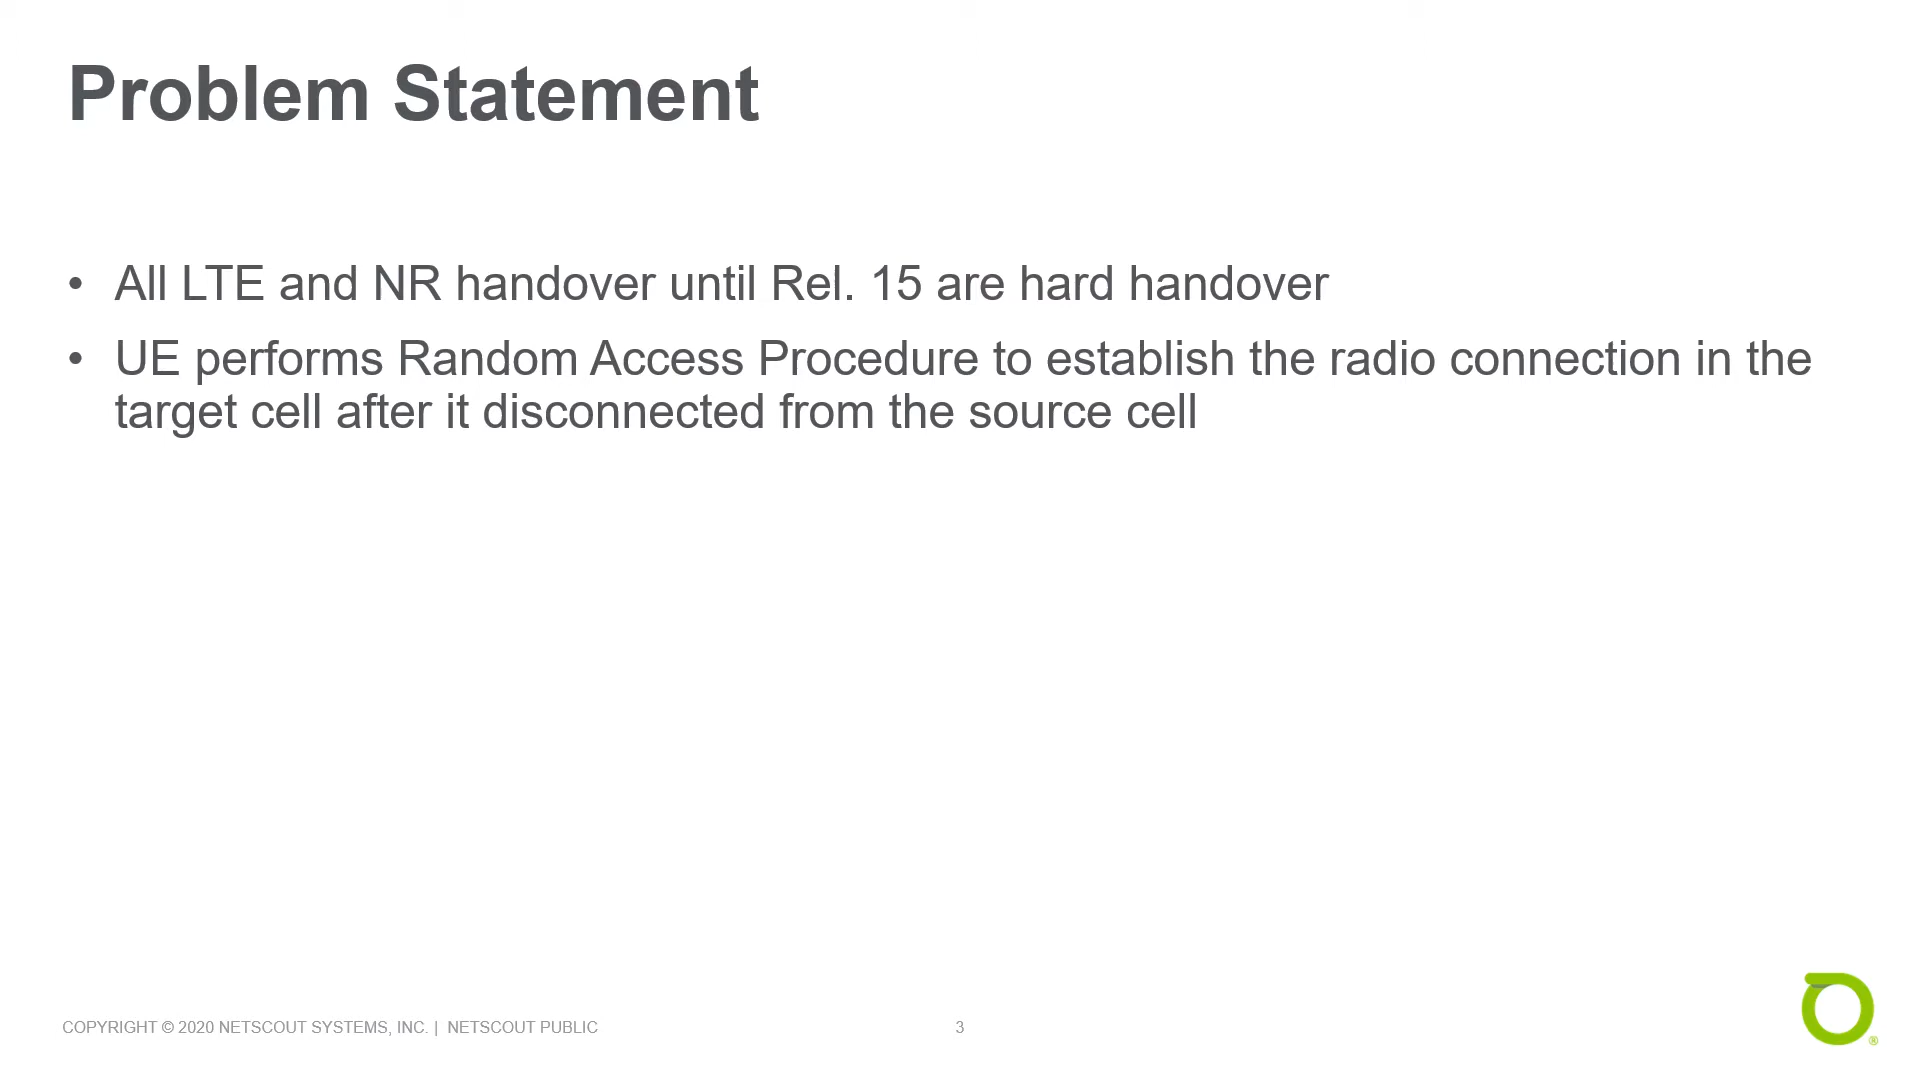 Problem Statement
• All LTE and NR handover until Rel. 15 are hard handover
• UE performs Random Access Procedure to establish the radio connection in the
target cell after it disconnected from the source cell
COPYRIGHT © 2020 NETSCOUT SYSTEMS, INC. | NETSCOUT PUBLIC
3
®